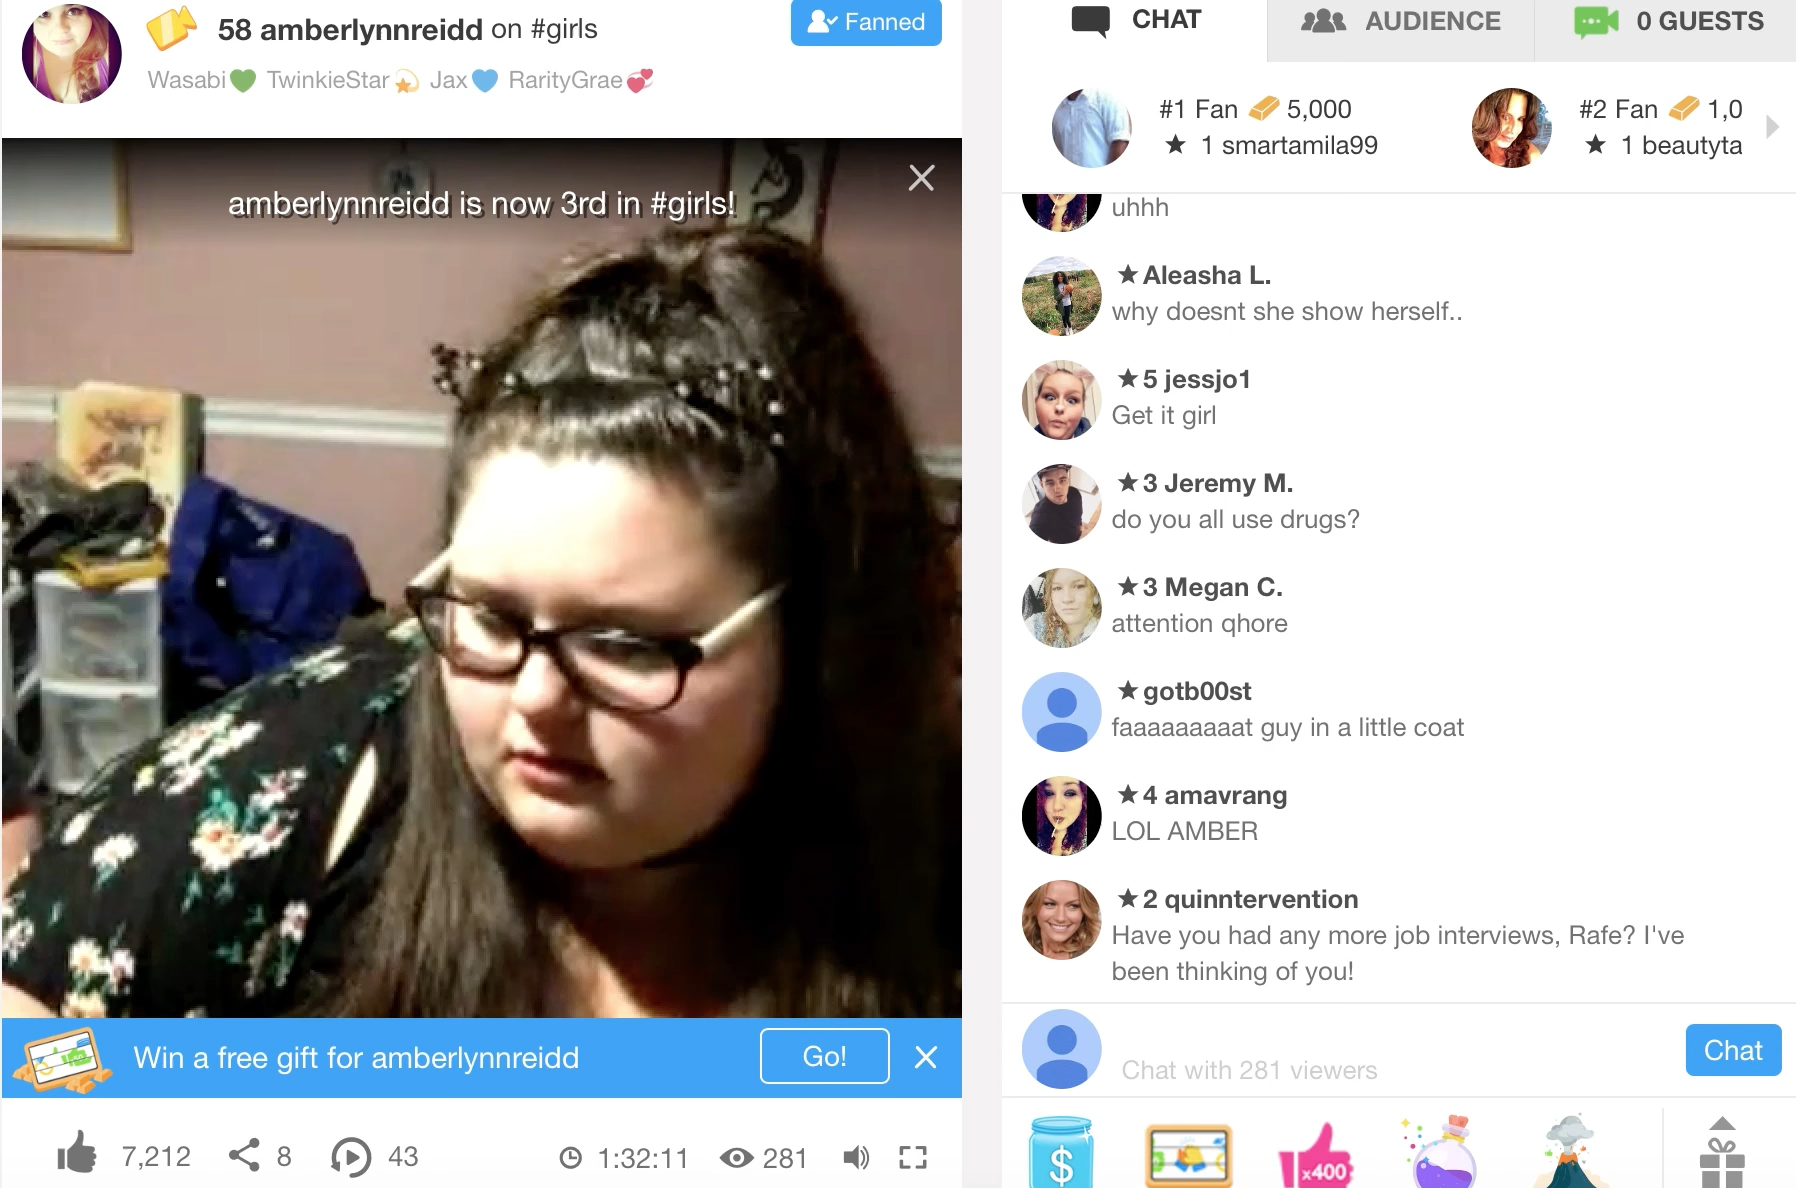 58 amberlynnreidd on #girls
Fanned
Wasabi💚 TwinkieStar💫 Jax💙 RarityGrae💞
amberlynnreidd is now 3rd in #girls!
Win a free gift for amberlynnreidd
Go!
7,212
8
43
1:32:11
281
CHAT
AUDIENCE
0 GUESTS
#1 Fan 5,000
★ 1 smartamila99
#2 Fan 1,0
★ 1 beautyta
uhhh
★ Aleasha L.
why doesnt she show herself..
★ 5 jessjo1
Get it girl
★ 3 Jeremy M.
do you all use drugs?
★ 3 Megan C.
attention qhore
★ gotb00st
faaaaaaaaat guy in a little coat
★ 4 amavrang
LOL AMBER
★ 2 quinntervention
Have you had any more job interviews, Rafe? I've
been thinking of you!
Chat with 281 viewers
Chat
$
x400